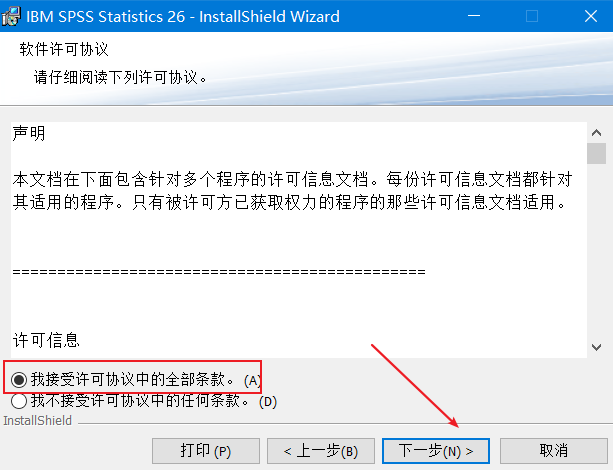 IBM SPSS Statistics 26 - InstallShield Wizard
软件许可协议
请仔细阅读下列许可协议。
声明
本文档在下面包含针对多个程序的许可信息文档。每份许可信息文档都针对
其适用的程序。只有被许可方已获取权力的程序的那些许可信息文档适用。
==============================================
许可信息
我接受许可协议中的全部条款。 (A)
我不接受许可协议中的任何条款。 (D)
InstallShield
打印 (P)
< 上一步(B)
下一步(N) >
取消